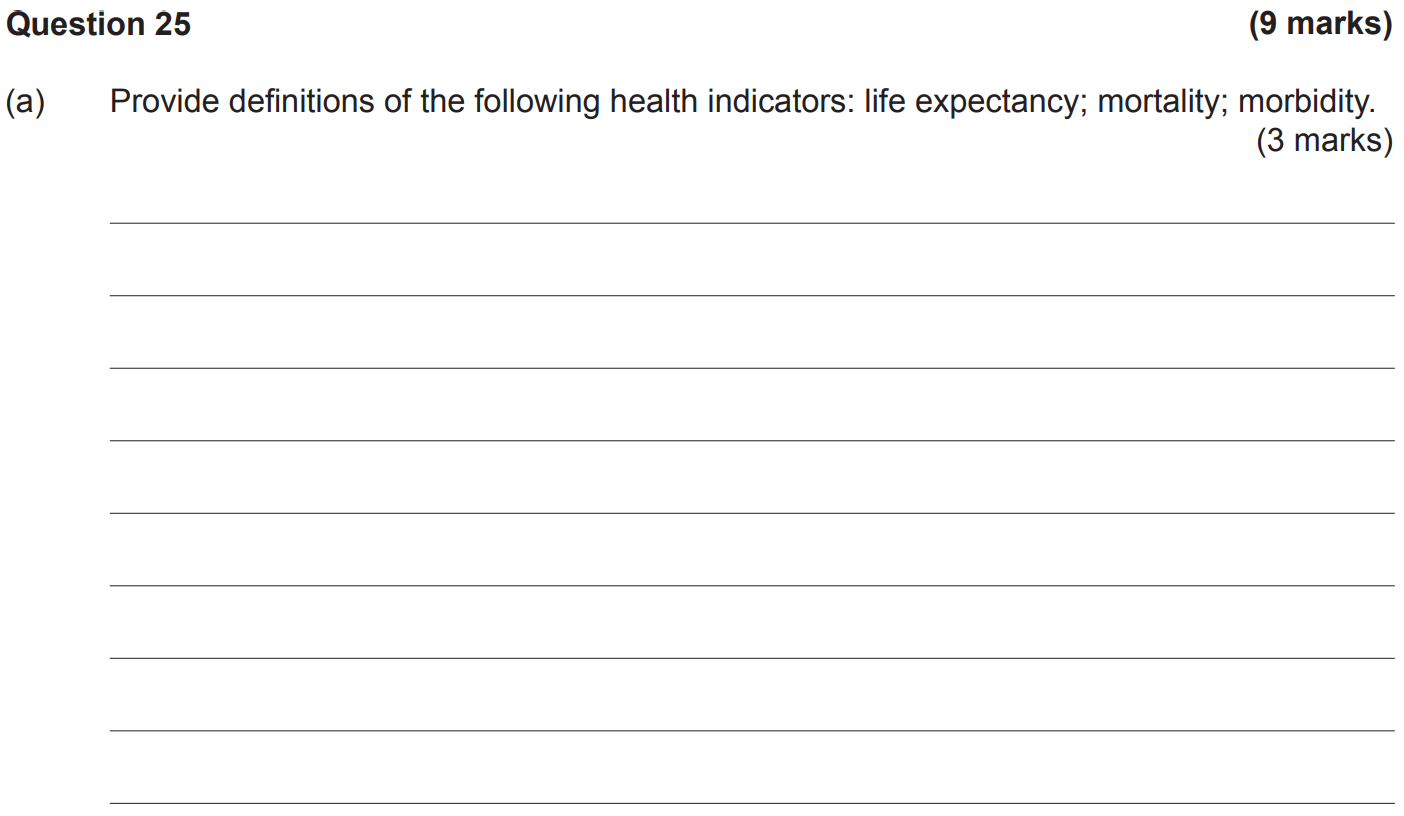 Question 25 (9 marks)
(a) Provide definitions of the following health indicators: life expectancy; mortality; morbidity.
(3 marks)